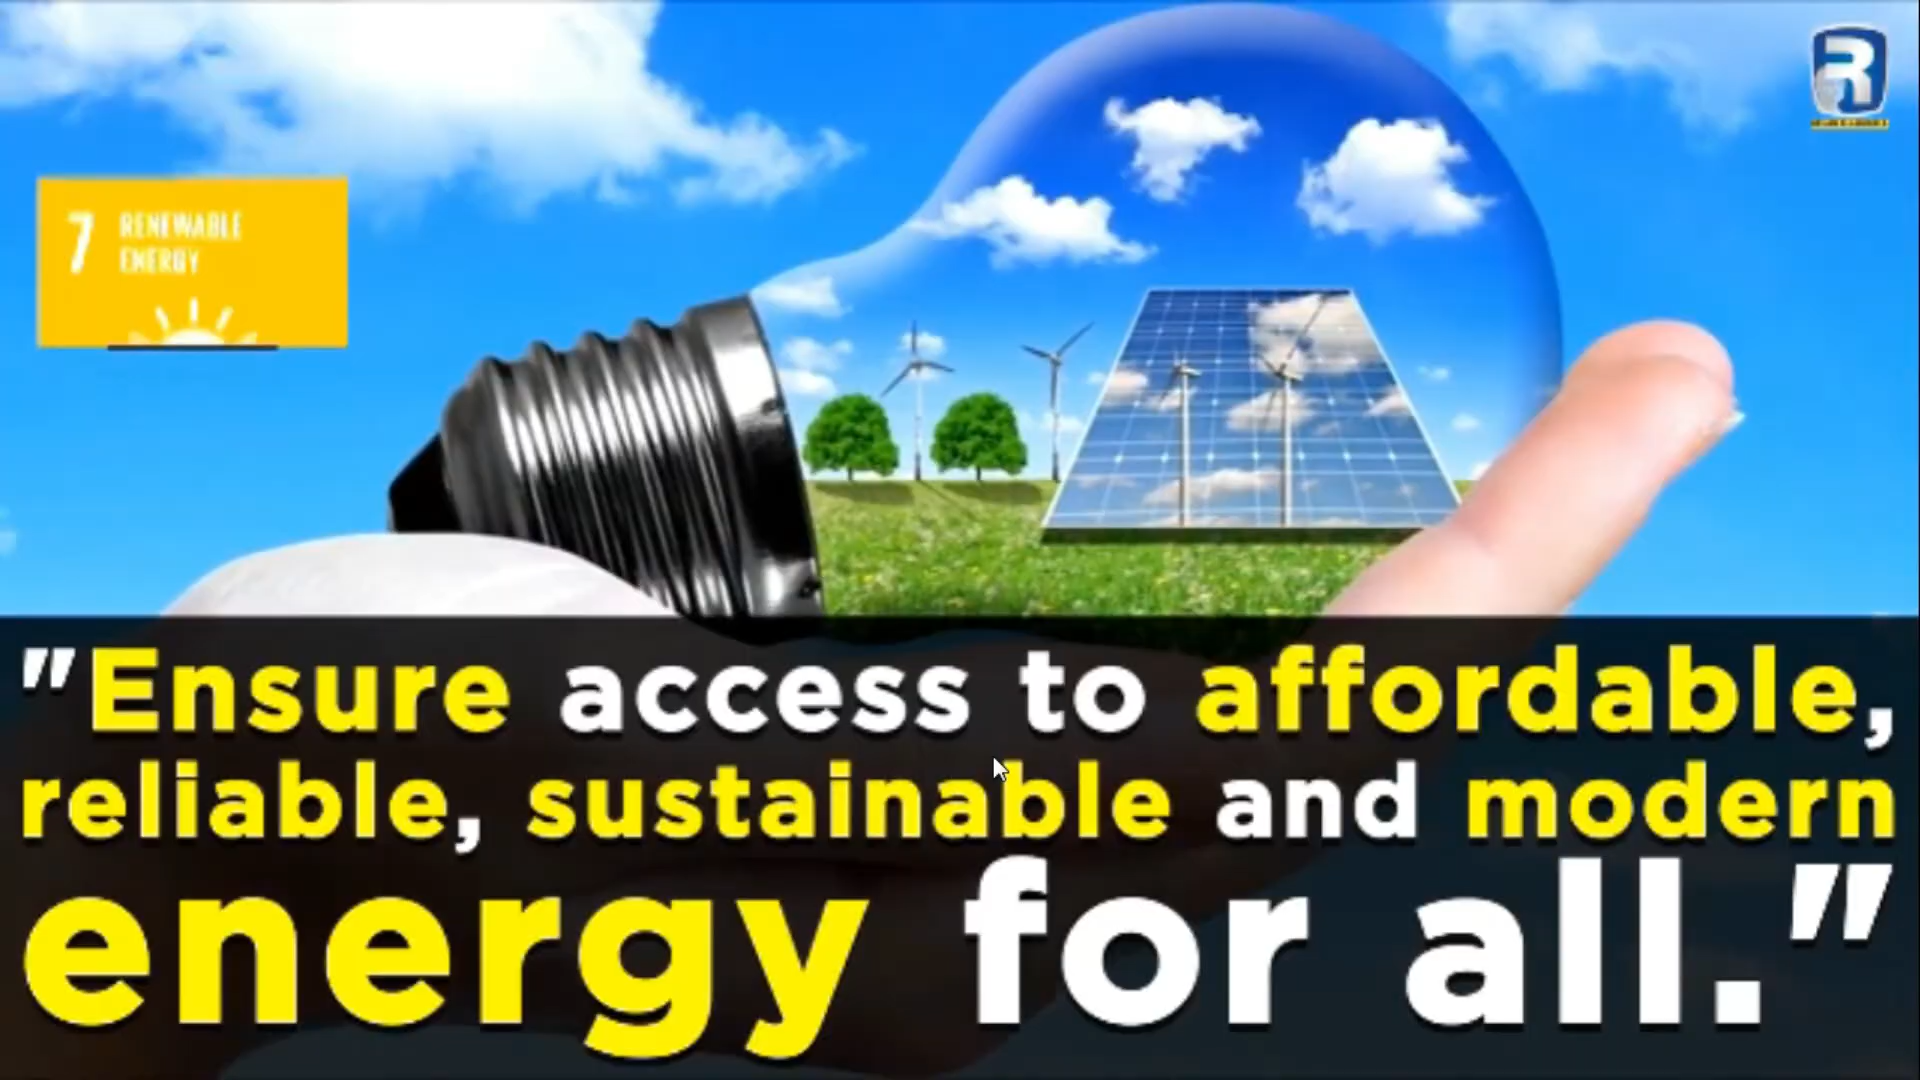 7 RENEWABLE
ENERGY
"Ensure access to affordable,
reliable, sustainable and modern
energy for all."